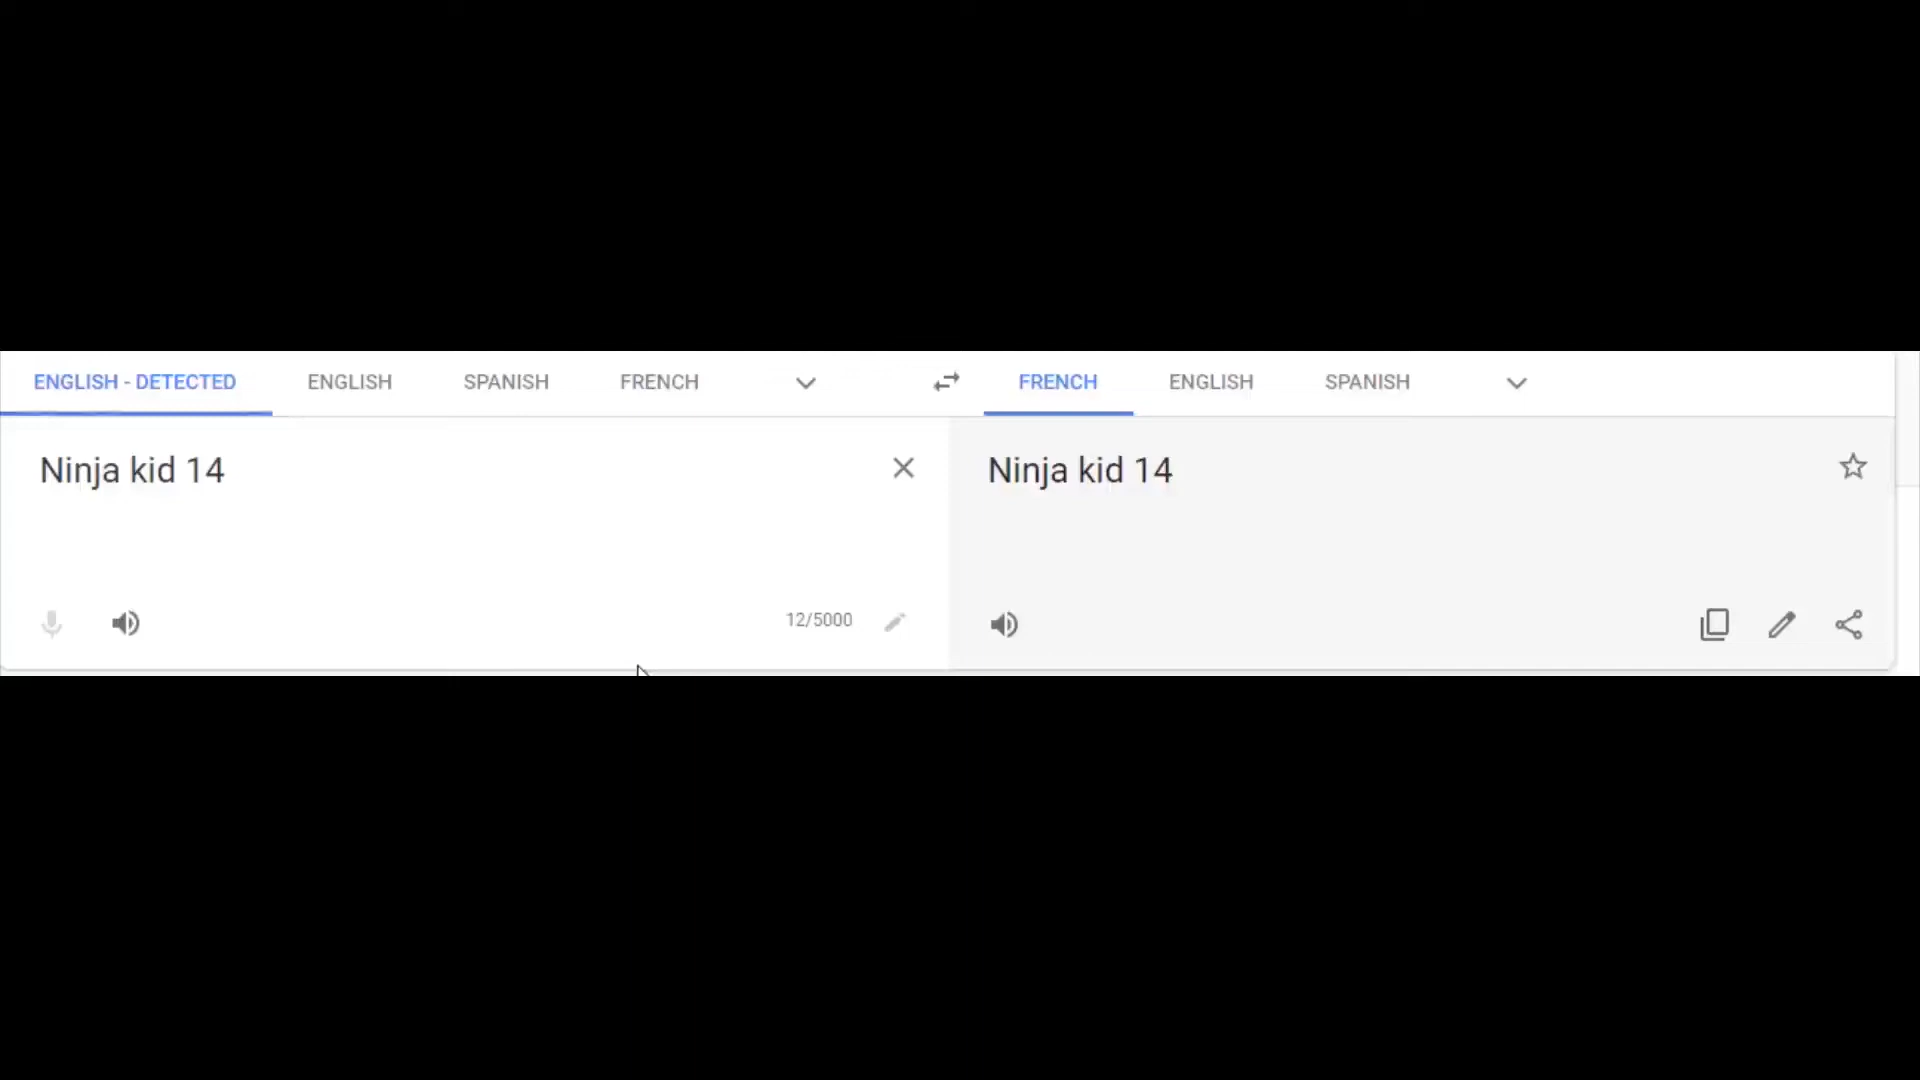 ENGLISH - DETECTED ENGLISH SPANISH FRENCH FRENCH ENGLISH SPANISH
Ninja kid 14
Ninja kid 14
12/5000